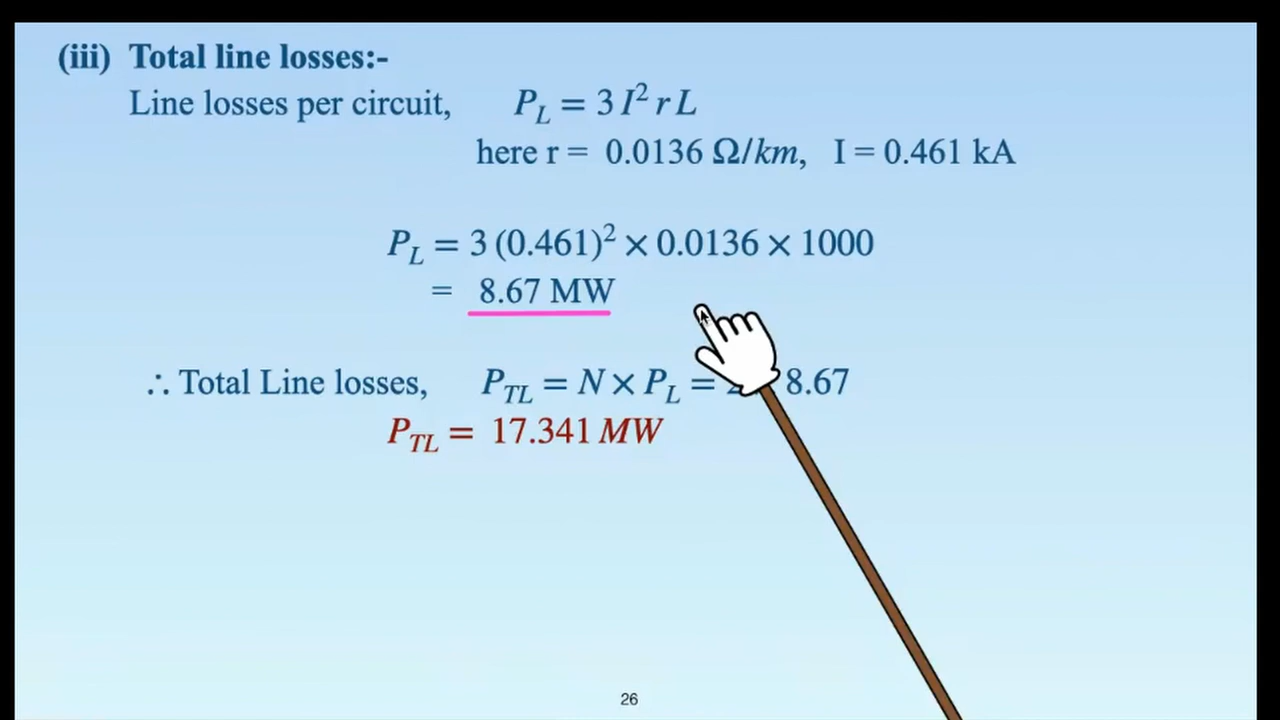 (iii) Total line losses:-
Line losses per circuit, P_L = 3 I² r L
here r = 0.0136 Ω/km, I = 0.461 kA
P_L = 3 (0.461)² × 0.0136 × 1000
= 8.67 MW
∴ Total Line losses, P_TL = N × P_L = 8.67
P_TL = 17.341 MW
26